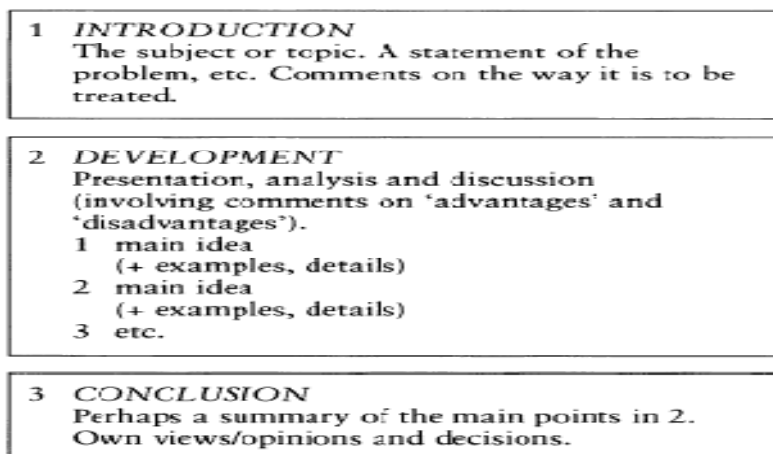 1 INTRODUCTION
The subject or topic. A statement of the
problem, etc. Comments on the way it is to be
treated.
2 DEVELOPMENT
Presentation, analysis and discussion
(involving comments on ‘advantages’ and
‘disadvantages’).
1 main idea
(+ examples, details)
2 main idea
(+ examples, details)
3 etc.
3 CONCLUSION
Perhaps a summary of the main points in 2.
Own views/opinions and decisions.